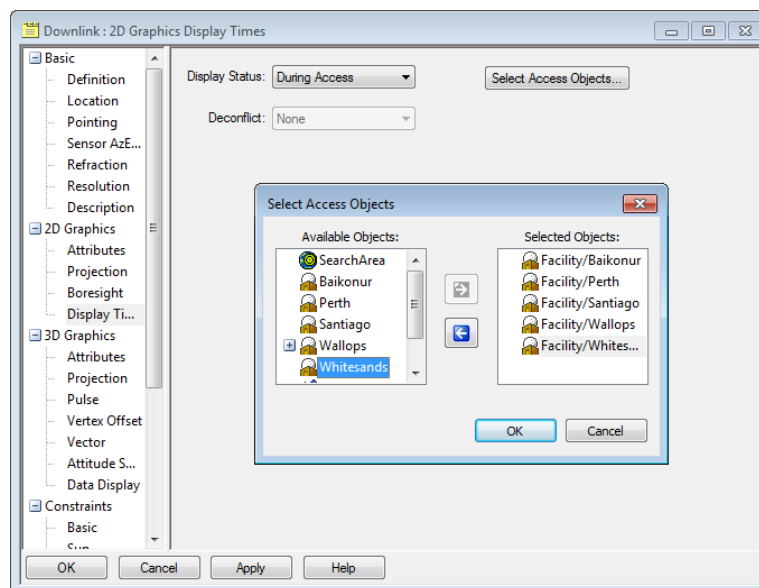 Downlink : 2D Graphics Display Times
Basic
Definition
Location
Pointing
Sensor AzE...
Refraction
Resolution
Description
2D Graphics
Attributes
Projection
Boresight
Display Ti...
3D Graphics
Attributes
Projection
Pulse
Vertex Offset
Vector
Attitude S...
Data Display
Constraints
Basic
Sun
Display Status: During Access
Select Access Objects...
Deconflict: None
Select Access Objects
Available Objects:
SearchArea
Baikonur
Perth
Santiago
Wallops
Whitesands
Selected Objects:
Facility/Baikonur
Facility/Perth
Facility/Santiago
Facility/Wallops
Facility/Whites...
OK Cancel
OK Cancel Apply Help